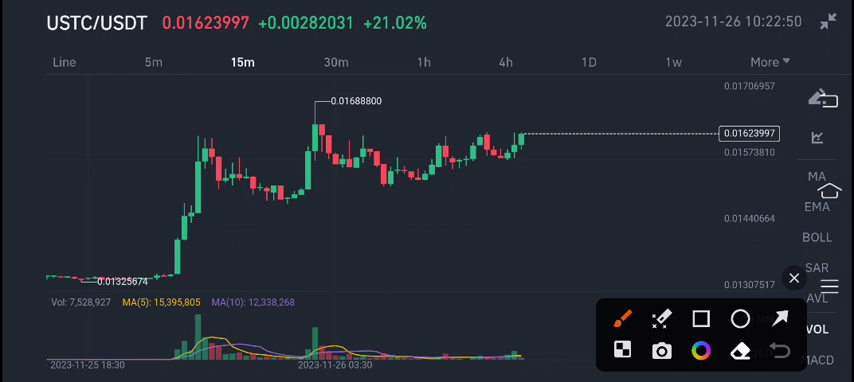 USTC/USDT 0.01623997 +0.00282031 +21.02% 2023-11-26 10:22:50
Line 5m 15m 30m 1h 4h 1D 1w More
0.01706957
0.01688800
0.01623997
0.01573810
MA
EMA
0.01440664
BOLL
SAR
0.01325674
0.01307517
AVL
Vol: 7,528,927 MA(5): 15,395,805 MA(10): 12,338,268
VOL
MACD
2023-11-25 18:30 2023-11-26 03:30